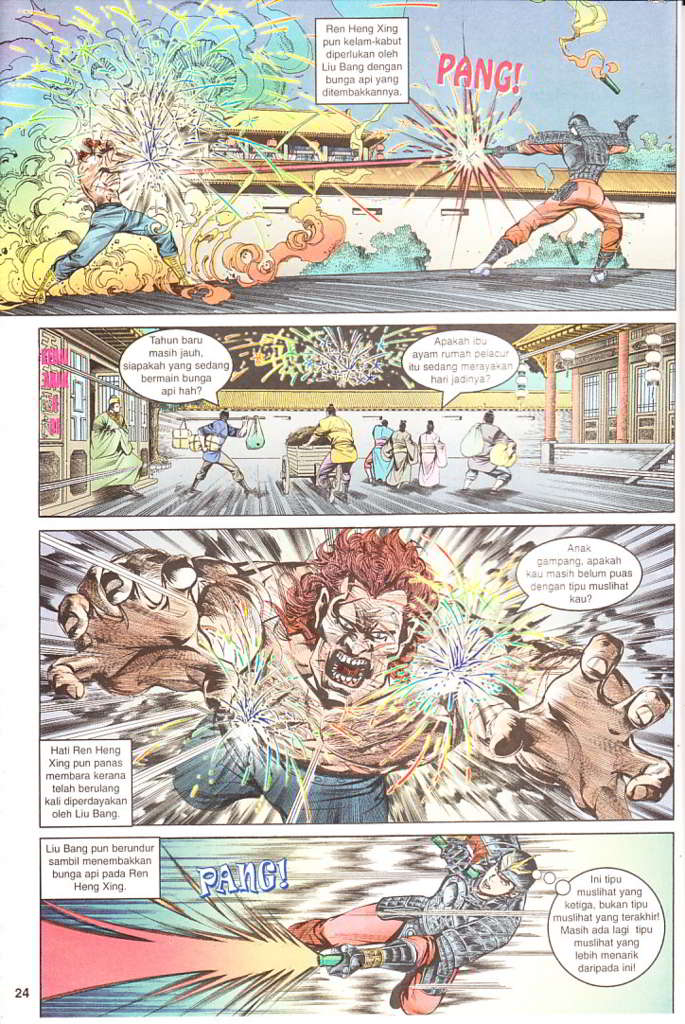 Ren Heng Xing
pun kelam-kabut
diperlukan oleh
Liu Bang dengan
bunga api yang
ditembakkannya.
PANG!
Tahun baru
masih jauh,
siapakah yang sedang
bermain bunga
api hah?
Apakah ibu
ayam rumah pelacur
itu sedang merayakan
hari jadinya?
Anak
gampang, apakah
kau masih belum puas
dengan tipu muslihat
kau?
Hati Ren Heng
Xing pun panas
membara kerana
telah berulang
kali diperdayakan
oleh Liu Bang.
Liu Bang pun berundur
sambil menembakkan
bunga api pada Ren
Heng Xing.
PANG!
Ini tipu
muslihat yang
ketiga, bukan tipu
muslihat yang terakhir!
Masih ada lagi tipu
muslihat yang
lebih menarik
daripada ini!
24